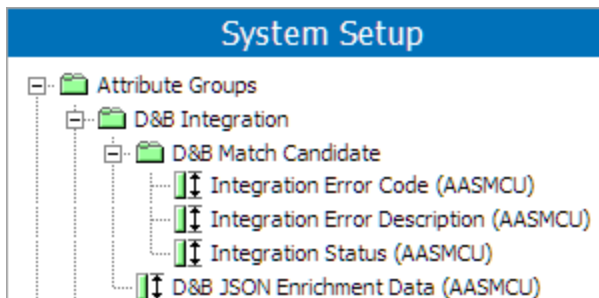 System Setup
Attribute Groups
D&B Integration
D&B Match Candidate
Integration Error Code (AASMCU)
Integration Error Description (AASMCU)
Integration Status (AASMCU)
D&B JSON Enrichment Data (AASMCU)